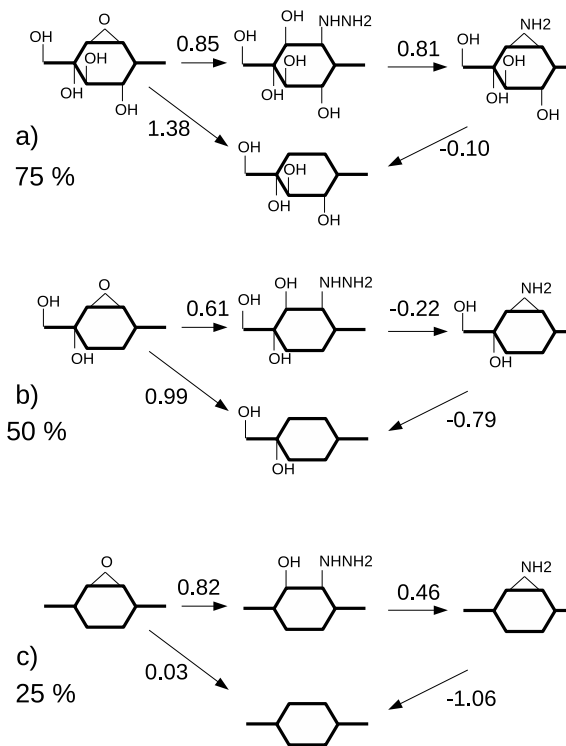 O OH NHNH2 NH2
OH 0.85 OH 0.81 OH
OH OH OH OH OH OH
OH OH OH
a) 1.38 OH -0.10
75 % OH OH
OH
O OH NHNH2 NH2
OH 0.61 OH -0.22 OH
OH OH OH
b) 0.99 OH -0.79
50 % OH
O OH NHNH2 NH2
0.82 0.46
c) 0.03 -1.06
25 %